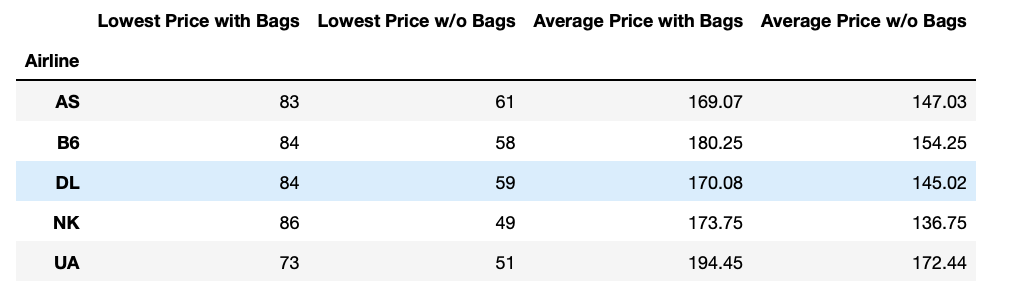 Lowest Price with Bags Lowest Price w/o Bags Average Price with Bags Average Price w/o Bags
Airline
AS 83 61 169.07 147.03
B6 84 58 180.25 154.25
DL 84 59 170.08 145.02
NK 86 49 173.75 136.75
UA 73 51 194.45 172.44